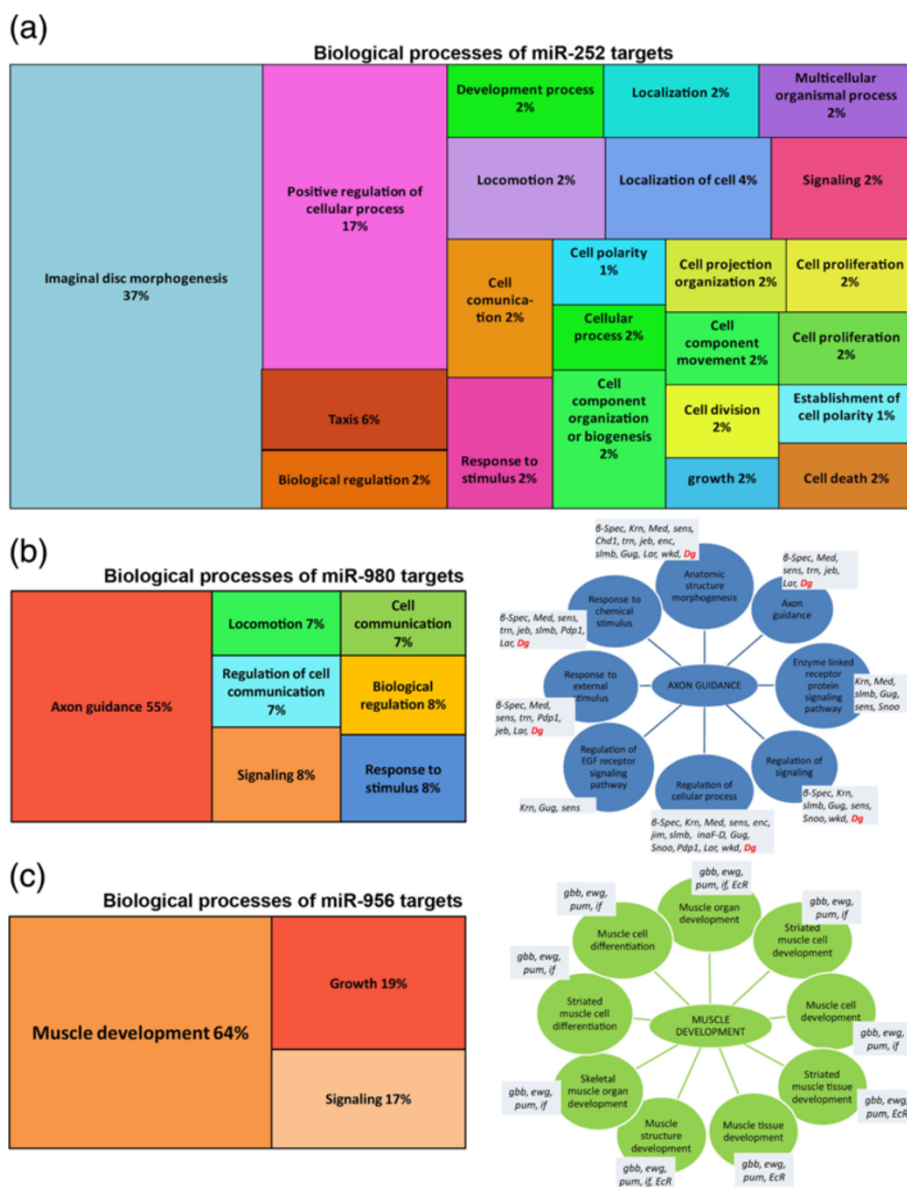 (a)
Biological processes of miR-252 targets
Imaginal disc morphogenesis
37%
Positive regulation of
cellular process
17%
Taxis 6%
Biological regulation 2%
Development process
2%
Localization 2%
Multicellular
organismal process
2%
Locomotion 2%
Localization of cell 4%
Signaling 2%
Cell
comunica-
tion 2%
Cell polarity
1%
Cell projection
organization 2%
Cell proliferation
2%
Cellular
process 2%
Cell
component
movement 2%
Cell proliferation
2%
Response to
stimulus 2%
Cell
component
organization
or biogenesis
2%
Cell division
2%
Establishment of
cell polarity 1%
growth 2%
Cell death 2%
(b)
Biological processes of miR-980 targets
Axon guidance 55%
Locomotion 7%
Cell
communication
7%
Regulation of cell
communication
7%
Biological
regulation 8%
Signaling 8%
Response to
stimulus 8%
AXON GUIDANCE
β-Spec, Krn, Med, sens,
Chd1, trn, jeb, enc,
slmb, Gug, Lar, wkd, Dg
Anatomic
structure
morphogenesis
β-Spec, Med,
sens, trn, jeb,
Lar, Dg
Axon
guidance
Enzyme linked
receptor
protein signaling
pathway
Krn, Med,
slmb, Gug,
sens, Snoo
Regulation of
signaling
β-Spec, Krn,
slmb, Gug, sens,
Snoo, wkd, Dg
Regulation of
cellular process
β-Spec, Krn, Med, sens, enc,
jim, slmb, inaF-D, Gug,
Snoo, Pdp1, Lar, wkd, Dg
Regulation of
EGF receptor
signaling
pathway
Krn, Gug, sens
Response to
external
stimulus
β-Spec, Med,
sens, trn, Pdp1,
jeb, Lar, Dg
Response to
chemical
stimulus
β-Spec, Med, sens,
trn, jeb, slmb, Pdp1,
Lar, Dg
(c)
Biological processes of miR-956 targets
Muscle development 64%
Growth 19%
Signaling 17%
MUSCLE
DEVELOPMENT
gbb, ewg,
pum, if, EcR
Muscle organ
development
gbb, ewg,
pum, if
Striated
muscle cell
development
Muscle cell
development
gbb, ewg,
pum, if
Striated
muscle tissue
development
gbb, ewg,
pum, EcR
Muscle tissue
development
gbb, ewg,
pum, EcR
Muscle
structure
development
gbb, ewg,
pum, if, EcR
Skeletal
muscle organ
development
gbb, ewg,
pum, if
Striated
muscle cell
differentiation
gbb, ewg,
pum, if
Muscle cell
differentiation
gbb, ewg,
pum, if